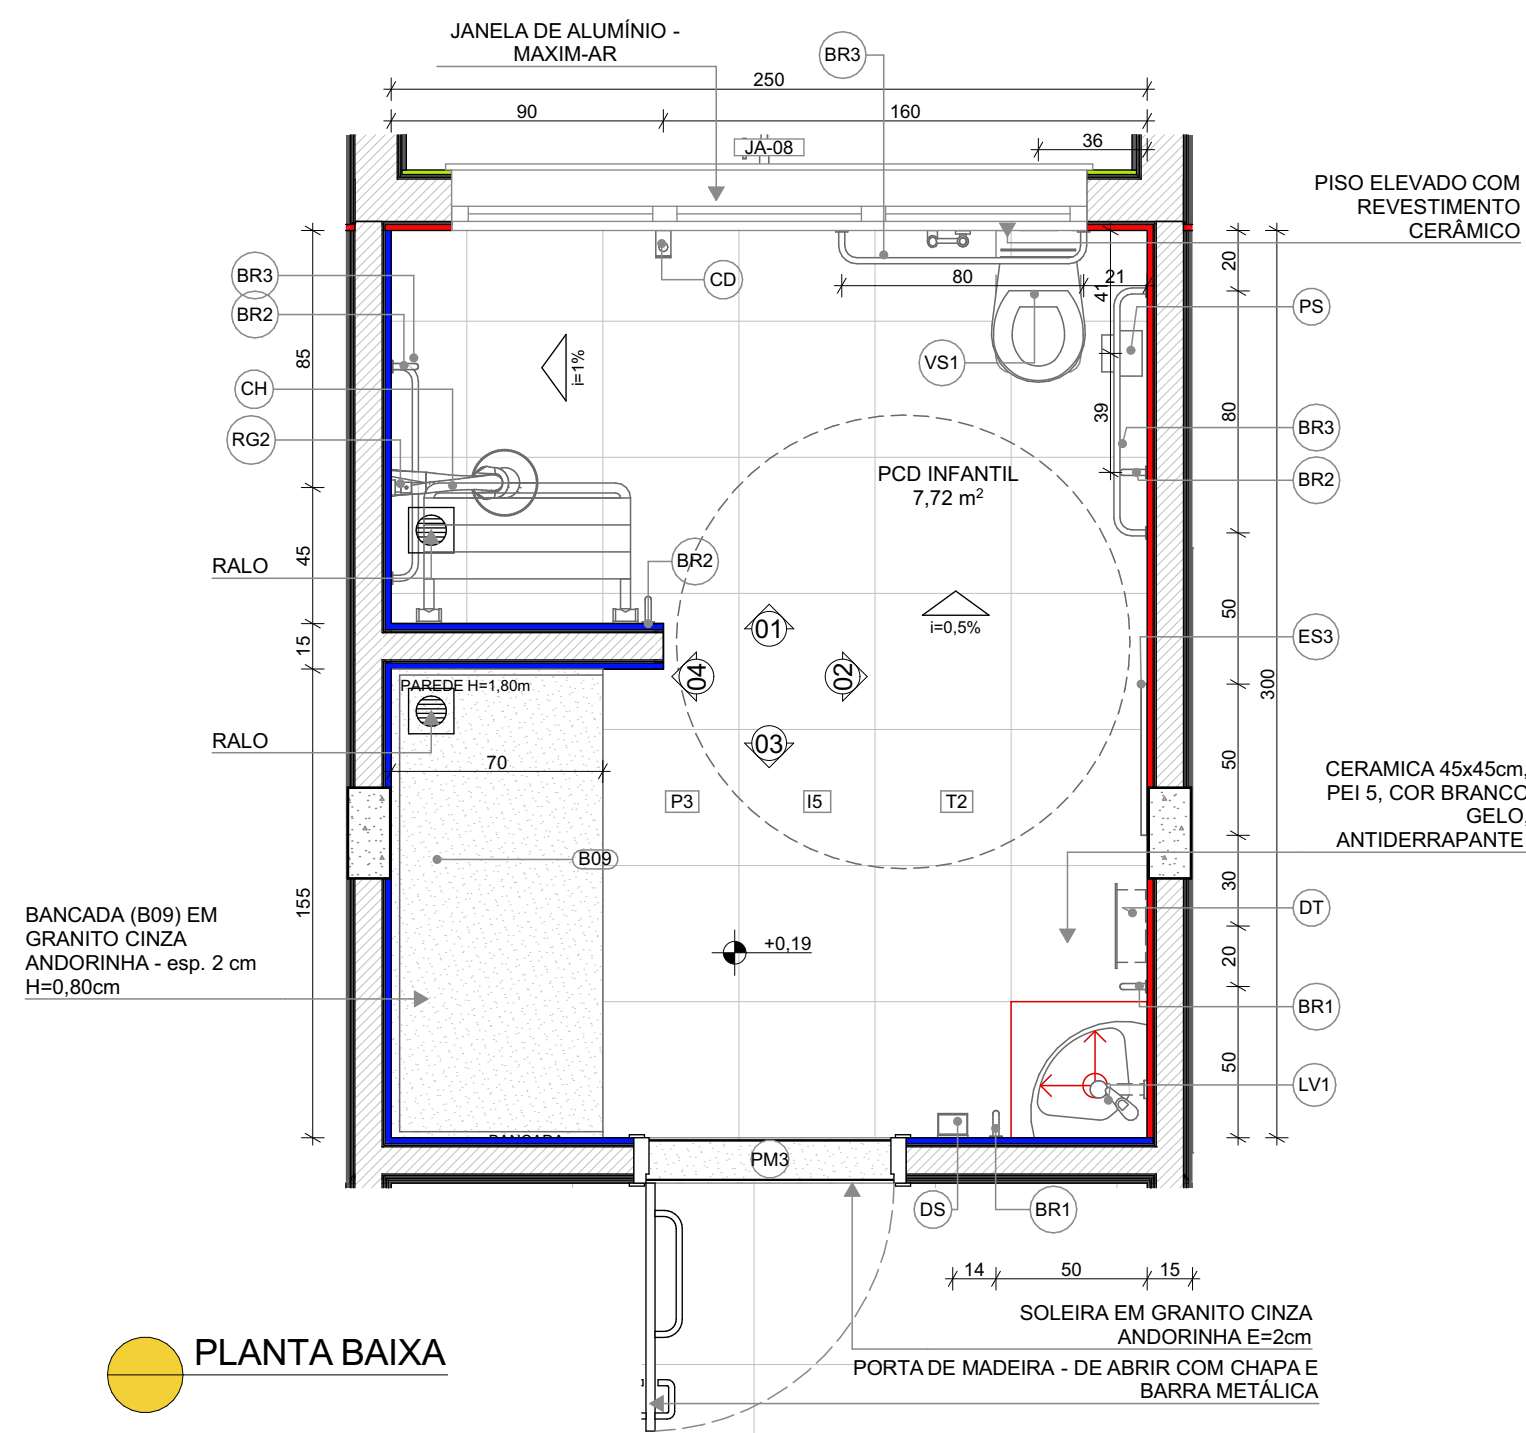 JANELA DE ALUMÍNIO -
MAXIM-AR
BR3
250
90
160
JA-08
36
PISO ELEVADO COM
REVESTIMENTO
CERÂMICO
BR3
BR2
CH
RG2
CD
80
21
41
39
VS1
20
PS
80
BR3
BR2
85
i=1%
PCD INFANTIL
7,72 m²
RALO
45
BR2
i=0,5%
50
ES3
15
01
02
03
04
300
PAREDE H=1,80m
RALO
70
50
P3
I5
T2
CERAMICA 45x45cm,
PEI 5, COR BRANCO
GELO,
ANTIDERRAPANTE
B09
155
30
DT
BANCADA (B09) EM
GRANITO CINZA
ANDORINHA - esp. 2 cm
H=0,80cm
+0,19
20
BR1
50
LV1
BANCADA
PM3
DS
BR1
14
50
15
SOLEIRA EM GRANITO CINZA
ANDORINHA E=2cm
PORTA DE MADEIRA - DE ABRIR COM CHAPA E
BARRA METÁLICA
PLANTA BAIXA